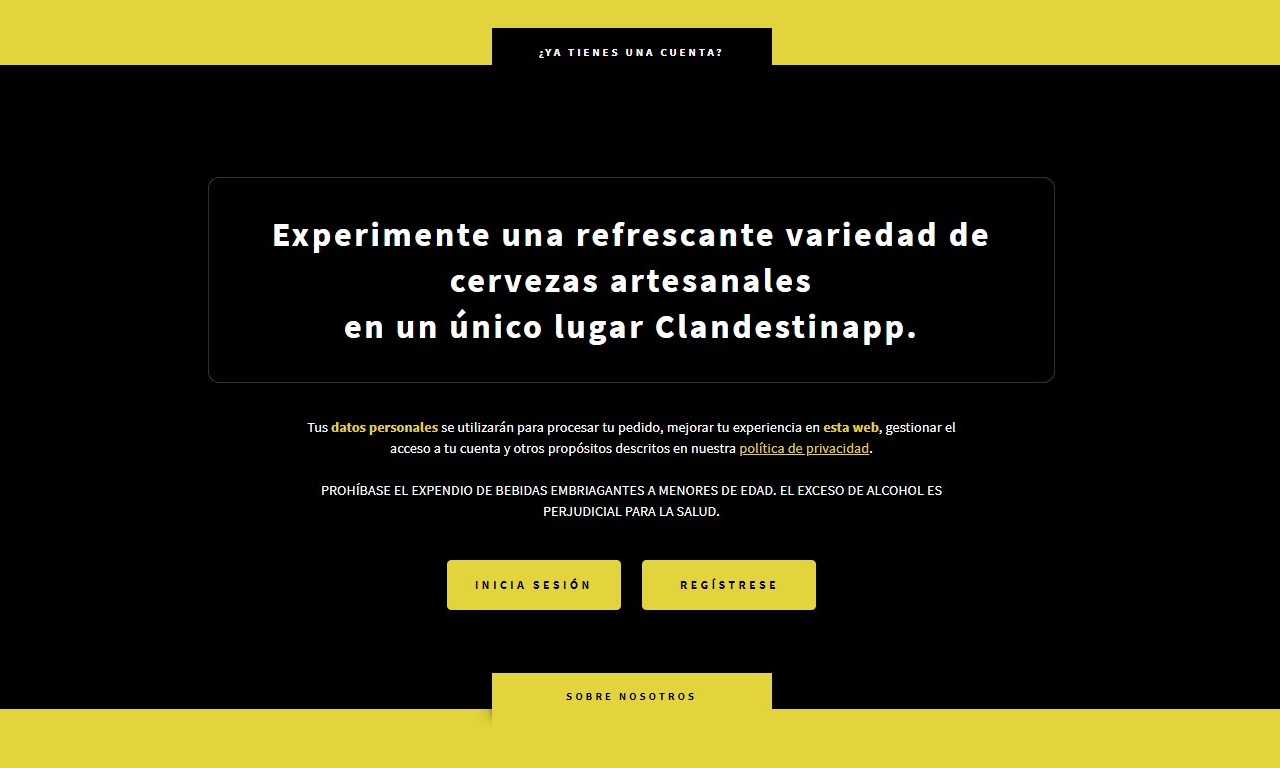 ¿YA TIENES UNA CUENTA?
Experimente una refrescante variedad de
cervezas artesanales
en un único lugar Clandestinapp.
Tus datos personales se utilizarán para procesar tu pedido, mejorar tu experiencia en esta web, gestionar el
acceso a tu cuenta y otros propósitos descritos en nuestra política de privacidad.
PROHÍBASE EL EXPENDIO DE BEBIDAS EMBRIAGANTES A MENORES DE EDAD. EL EXCESO DE ALCOHOL ES
PERJUDICIAL PARA LA SALUD.
INICIA SESIÓN
REGÍSTRESE
SOBRE NOSOTROS